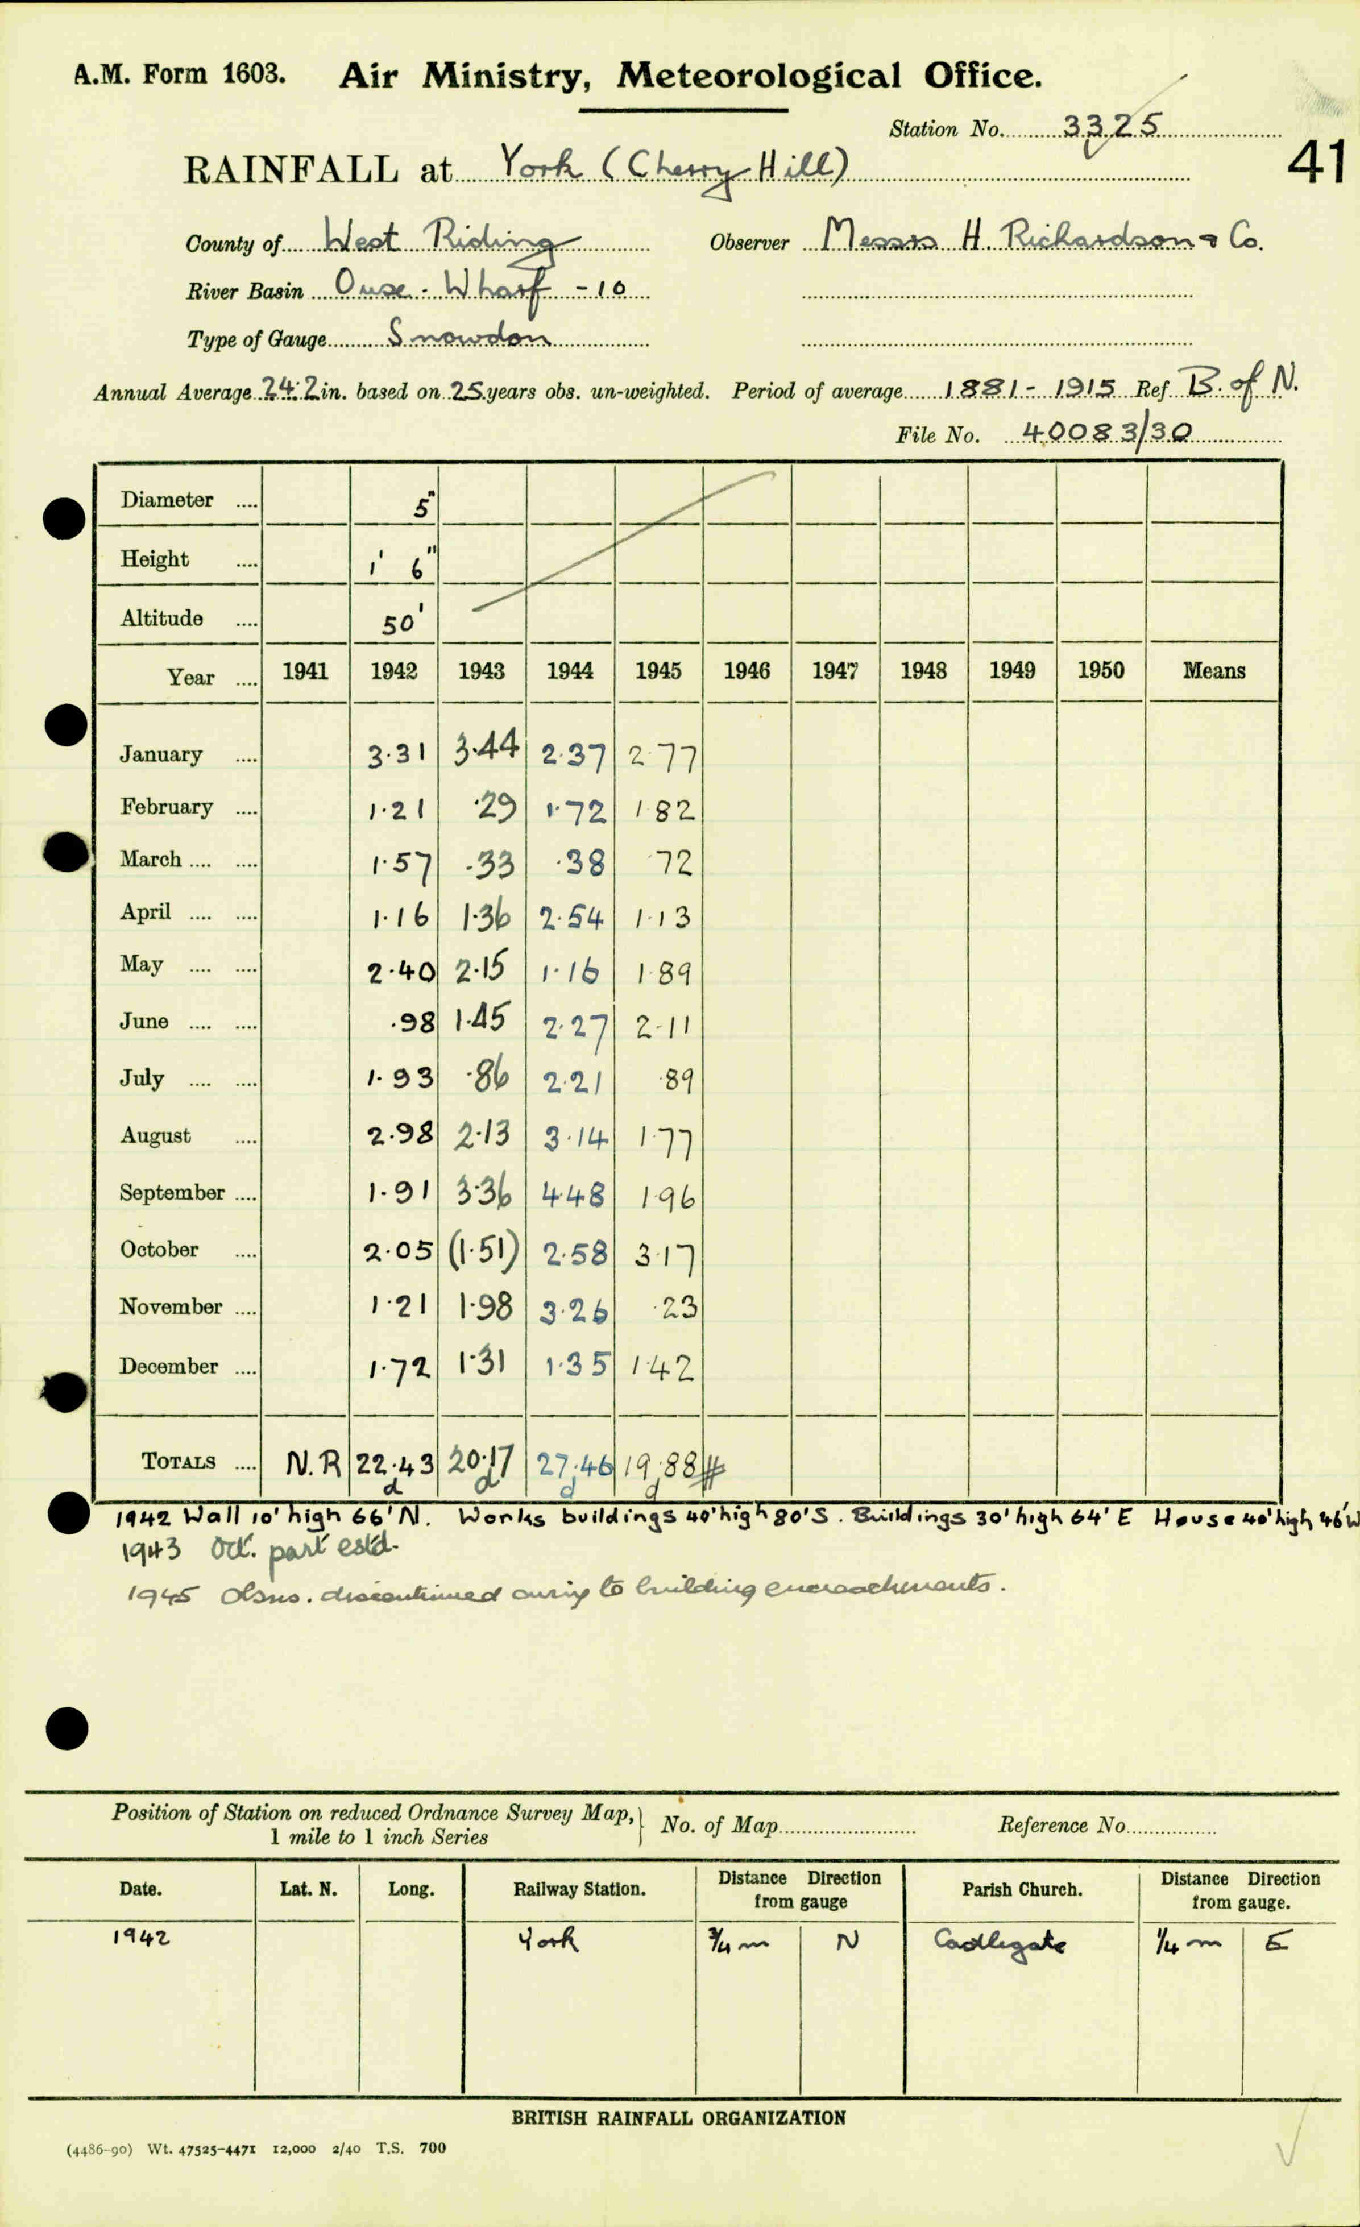 A.M. Form 1603. Air Ministry, Meteorological Office.
Station No. 3325
41
RAINFALL at York (Cherry Hill)
County of West Riding Observer Messrs H. Richardson & Co.
River Basin Ouse - Wharf - 10
Type of Gauge Snowdon
Annual Average 24.2 in. based on 25 years obs. un-weighted. Period of average 1881 - 1915 Ref B. of N.
File No. 40083/30
Diameter .... 5"
Height .... 1' 6"
Altitude .... 50'
Year .... 1941 1942 1943 1944 1945 1946 1947 1948 1949 1950 Means
January .... 3.31 3.44 2.37 2 77
February .... 1.21 .29 1.72 1.82
March .... .... 1.57 .33 .38 .72
April .... .... 1.16 1.36 2.54 1.13
May .... .... 2.40 2.15 1.16 1.89
June .... .... .98 1.45 2.27 2.11
July .... .... 1.93 .86 2.21 .89
August .... 2.98 2.13 3.14 1.77
September .... 1.91 3.36 4.48 1.96
October .... 2.05 (1.51) 2.58 3.17
November .... 1.21 1.98 3.26 .23
December .... 1.72 1.31 1.35 1.42
TOTALS .... N.R 22.43 20.17 27.46 19.88 #
d d d d
1942 Wall 10' high 66' N. Works buildings 40' high 80' S. Buildings 30' high 64' E House 40' high 46' W
1943 Oct. part est'd.
1945 Obsns. discontinued owing to building encroachments.
Position of Station on reduced Ordnance Survey Map, 1 mile to 1 inch Series } No. of Map Reference No.
Date. Lat. N. Long. Railway Station. Distance Direction from gauge Parish Church. Distance Direction from gauge.
1942 York ¾ m N ¼ m E
BRITISH RAINFALL ORGANIZATION
(4486-90) Wt. 47525-4471 12,000 2/40 T.S. 700